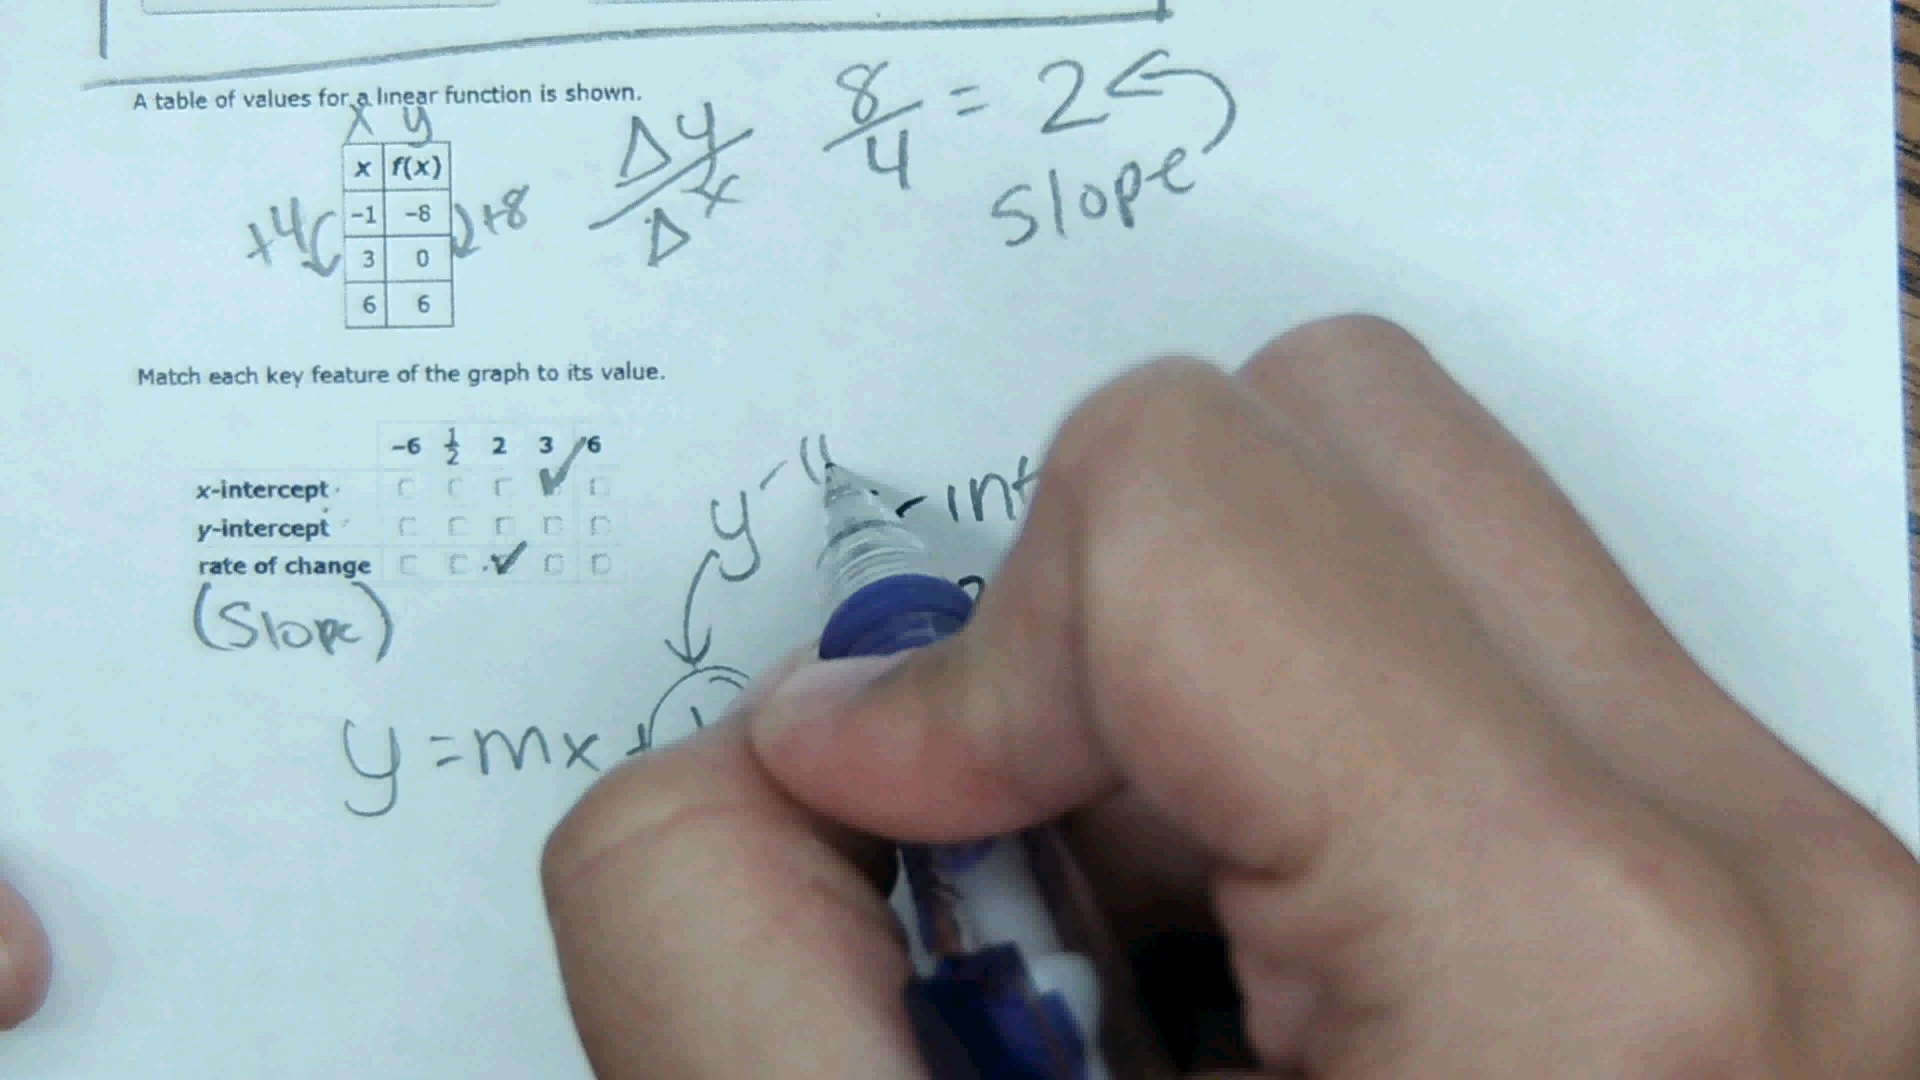 A table of values for a linear function is shown.
x y
x f(x)
-1 -8
3 0
6 6
+4
+8
Δy
Δx
8
4
= 2
slope
Match each key feature of the graph to its value.
-6 1/2 2 3 6
x-intercept
y-intercept
rate of change
(Slope)
y-
-int
y = mx +